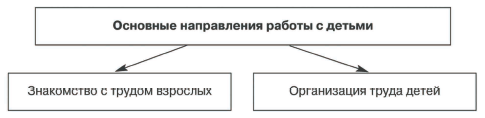 Основные направления работы с детьми
Знакомство с трудом взрослых
Организация труда детей